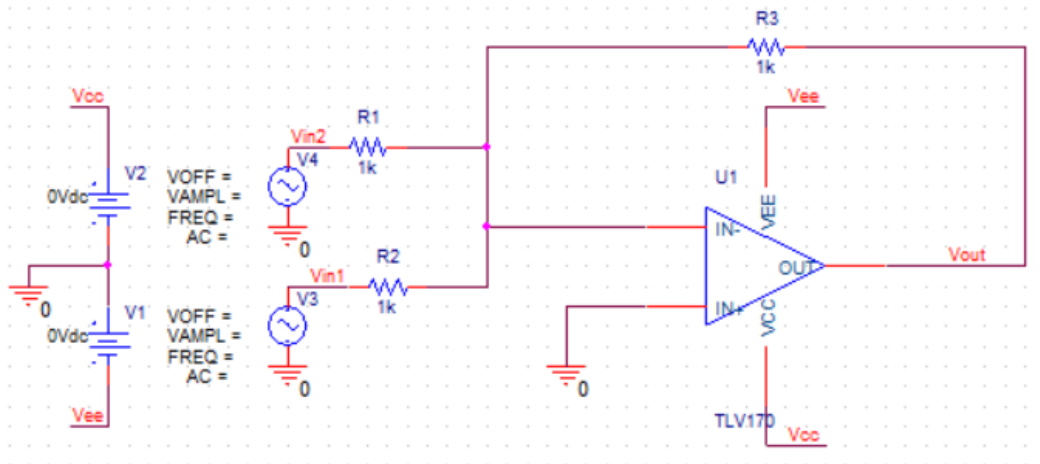 R3
1k
Vcc
Vee
R1
Vin2
1k
V4
V2
0Vdc
VOFF =
VAMPL =
FREQ =
AC =
0
U1
VEE
IN-
OUT
Vout
IN+
VCC
R2
Vin1
1k
V3
0
V1
0Vdc
VOFF =
VAMPL =
FREQ =
AC =
0
0
Vee
TLV170
Vcc